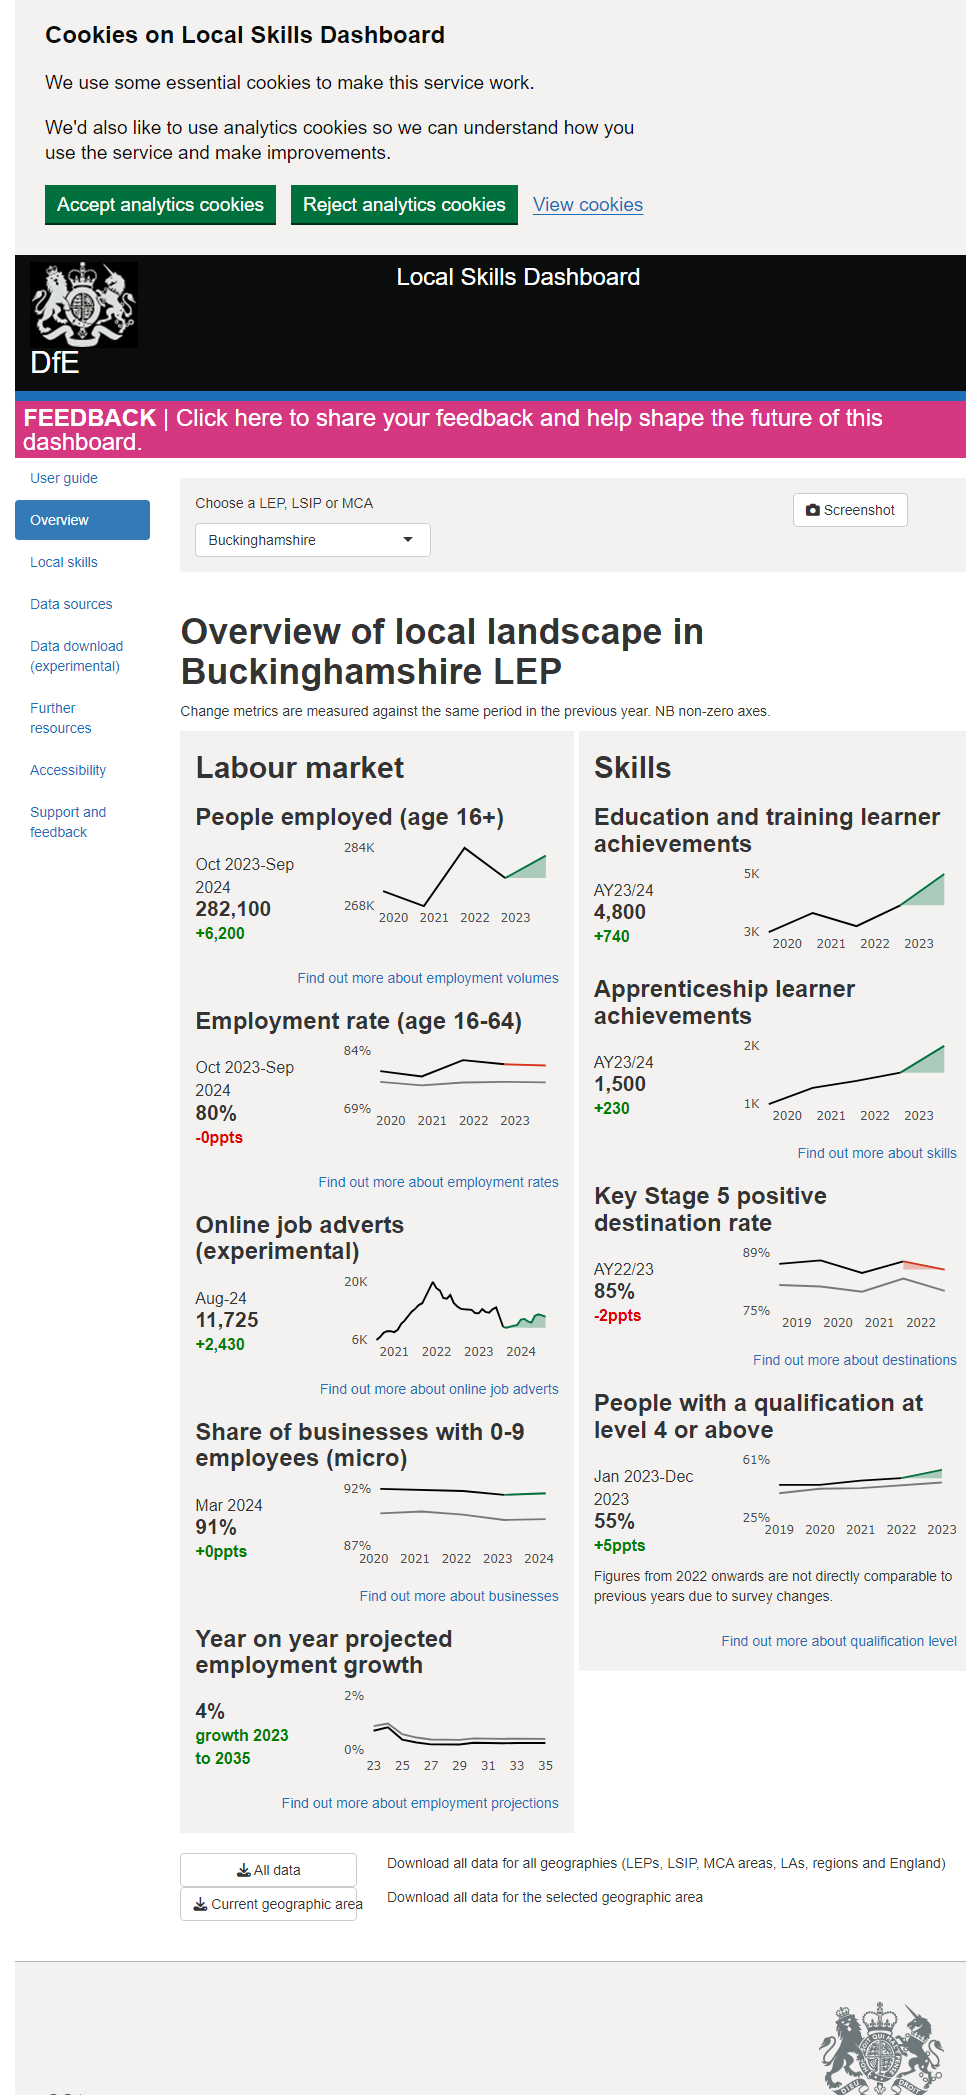 Cookies on Local Skills Dashboard
We use some essential cookies to make this service work.
We'd also like to use analytics cookies so we can understand how you
use the service and make improvements.
Accept analytics cookies Reject analytics cookies View cookies
Local Skills Dashboard
DfE
FEEDBACK | Click here to share your feedback and help shape the future of this
dashboard.
User guide
Overview
Local skills
Data sources
Data download
(experimental)
Further
resources
Accessibility
Support and
feedback
Choose a LEP, LSIP or MCA
Buckinghamshire
Screenshot
Overview of local landscape in
Buckinghamshire LEP
Change metrics are measured against the same period in the previous year. NB non-zero axes.
Labour market
People employed (age 16+)
Oct 2023-Sep
2024
282,100
+6,200
284K
268K
2020 2021 2022 2023
Find out more about employment volumes
Employment rate (age 16-64)
Oct 2023-Sep
2024
80%
-0ppts
84%
69%
2020 2021 2022 2023
Find out more about employment rates
Online job adverts
(experimental)
Aug-24
11,725
+2,430
20K
6K
2021 2022 2023 2024
Find out more about online job adverts
Share of businesses with 0-9
employees (micro)
Mar 2024
91%
+0ppts
92%
87%
2020 2021 2022 2023 2024
Find out more about businesses
Year on year projected
employment growth
4%
growth 2023
to 2035
2%
0%
23 25 27 29 31 33 35
Find out more about employment projections
Skills
Education and training learner
achievements
AY23/24
4,800
+740
5K
3K
2020 2021 2022 2023
Apprenticeship learner
achievements
AY23/24
1,500
+230
2K
1K
2020 2021 2022 2023
Find out more about skills
Key Stage 5 positive
destination rate
AY22/23
85%
-2ppts
89%
75%
2019 2020 2021 2022
Find out more about destinations
People with a qualification at
level 4 or above
Jan 2023-Dec
2023
55%
+5ppts
61%
25%
2019 2020 2021 2022 2023
Figures from 2022 onwards are not directly comparable to
previous years due to survey changes.
Find out more about qualification level
All data
Download all data for all geographies (LEPs, LSIP, MCA areas, LAs, regions and England)
Current geographic area
Download all data for the selected geographic area